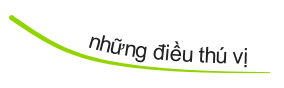 những điều thú vị